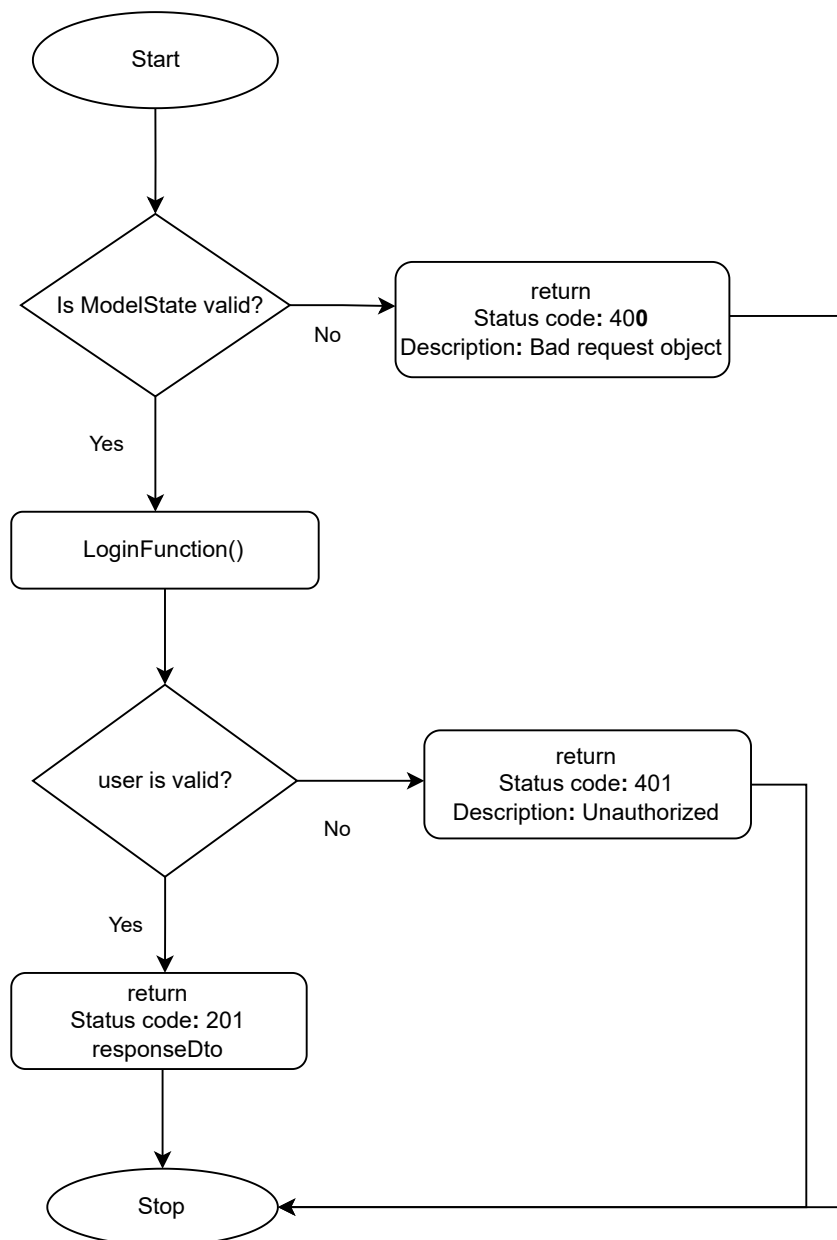 Start
Is ModelState valid?
No
return
Status code: 400
Description: Bad request object
Yes
LoginFunction()
user is valid?
No
return
Status code: 401
Description: Unauthorized
Yes
return
Status code: 201
responseDto
Stop